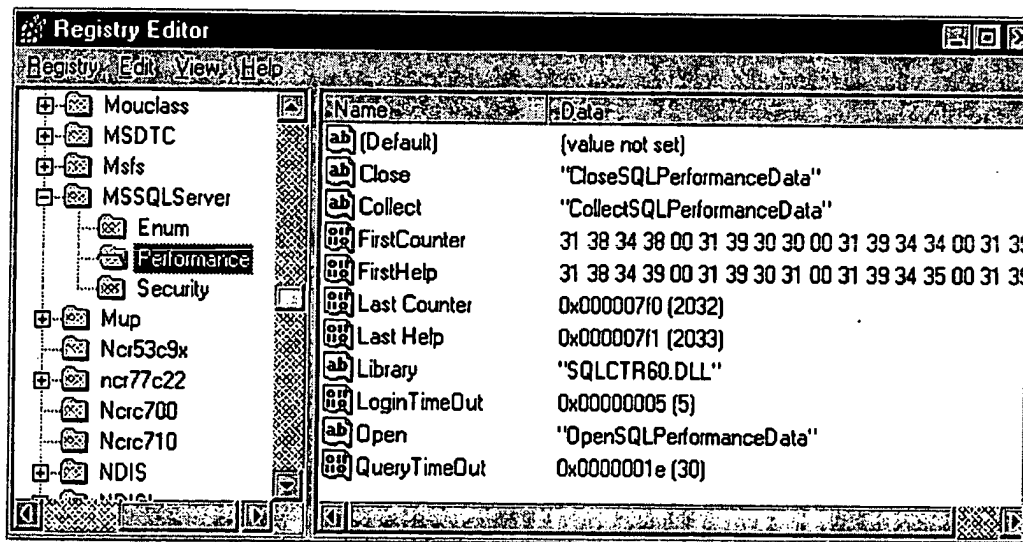 Registry Editor
Registry Edit View Help
Mouclass
MSDTC
Msfs
MSSQLServer
Enum
Performance
Security
Mup
Ncr53c9x
ncr77c22
Ncrc700
Ncrc710
NDIS
Name Data
(Default) (value not set)
Close "CloseSQLPerformanceData"
Collect "CollectSQLPerformanceData"
FirstCounter 31 38 34 38 00 31 39 30 30 00 31 39 34 34 00 31 39
FirstHelp 31 38 34 39 00 31 39 30 31 00 31 39 34 35 00 31 39
Last Counter 0x000007f0 (2032)
Last Help 0x000007f1 (2033)
Library "SQLCTR60.DLL"
LoginTimeOut 0x00000005 (5)
Open "OpenSQLPerformanceData"
QueryTimeOut 0x0000001e (30)